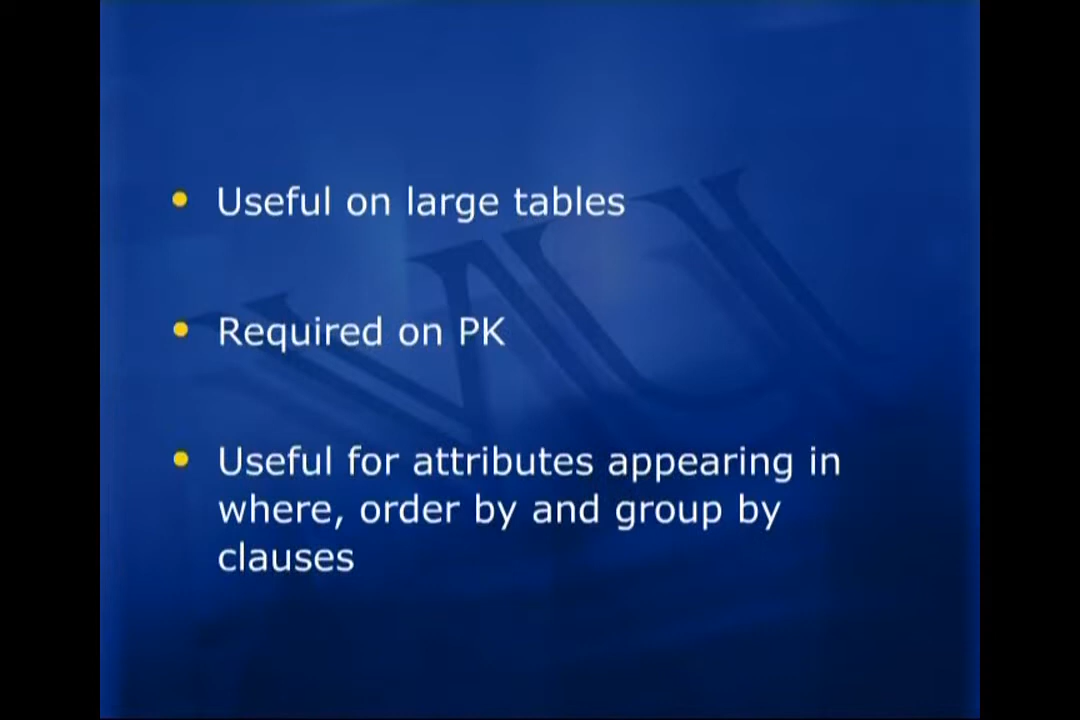 • Useful on large tables
• Required on PK
• Useful for attributes appearing in
where, order by and group by
clauses
VU